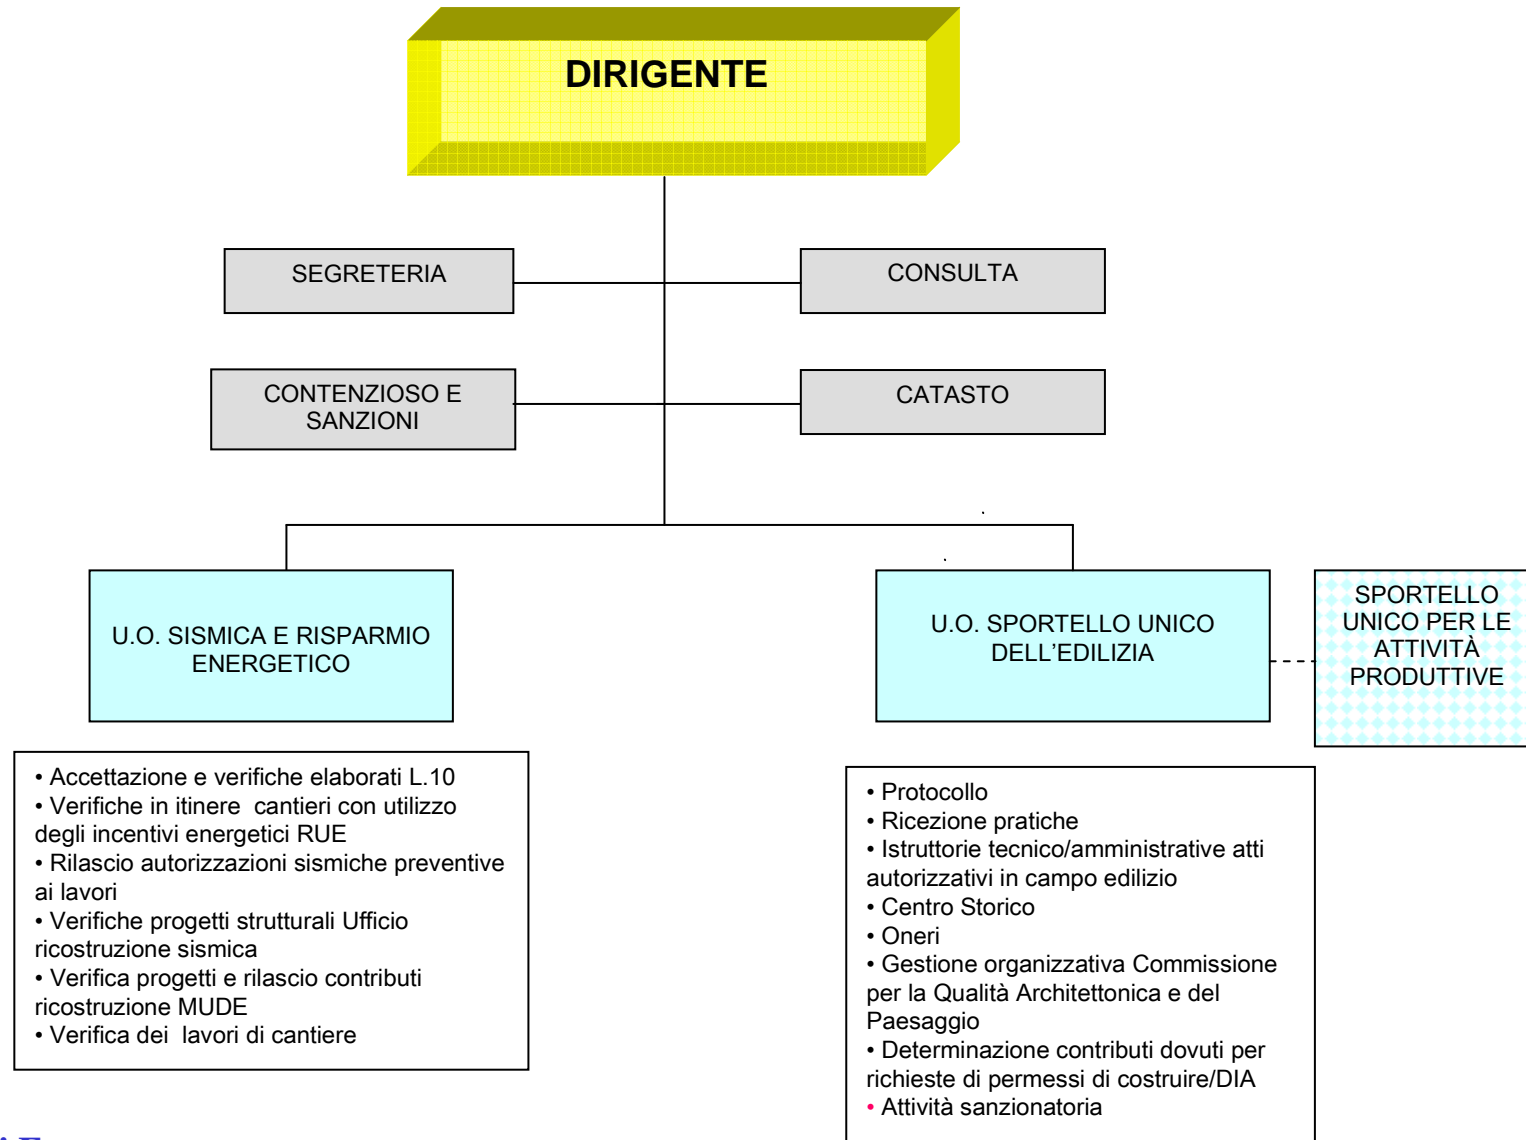 DIRIGENTE
SEGRETERIA
CONSULTA
CONTENZIOSO E
SANZIONI
CATASTO
U.O. SISMICA E RISPARMIO
ENERGETICO
U.O. SPORTELLO UNICO
DELL’EDILIZIA
SPORTELLO
UNICO PER LE
ATTIVITÀ
PRODUTTIVE
• Accettazione e verifiche elaborati L.10
• Verifiche in itinere  cantieri con utilizzo
degli incentivi energetici RUE
• Rilascio autorizzazioni sismiche preventive
ai lavori
• Verifiche progetti strutturali Ufficio
ricostruzione sismica
• Verifica progetti e rilascio contributi
ricostruzione MUDE
• Verifica dei  lavori di cantiere
• Protocollo
• Ricezione pratiche
• Istruttorie tecnico/amministrative atti
autorizzativi in campo edilizio
• Centro Storico
• Oneri
• Gestione organizzativa Commissione
per la Qualità Architettonica e del
Paesaggio
• Determinazione contributi dovuti per
richieste di permessi di costruire/DIA
• Attività sanzionatoria